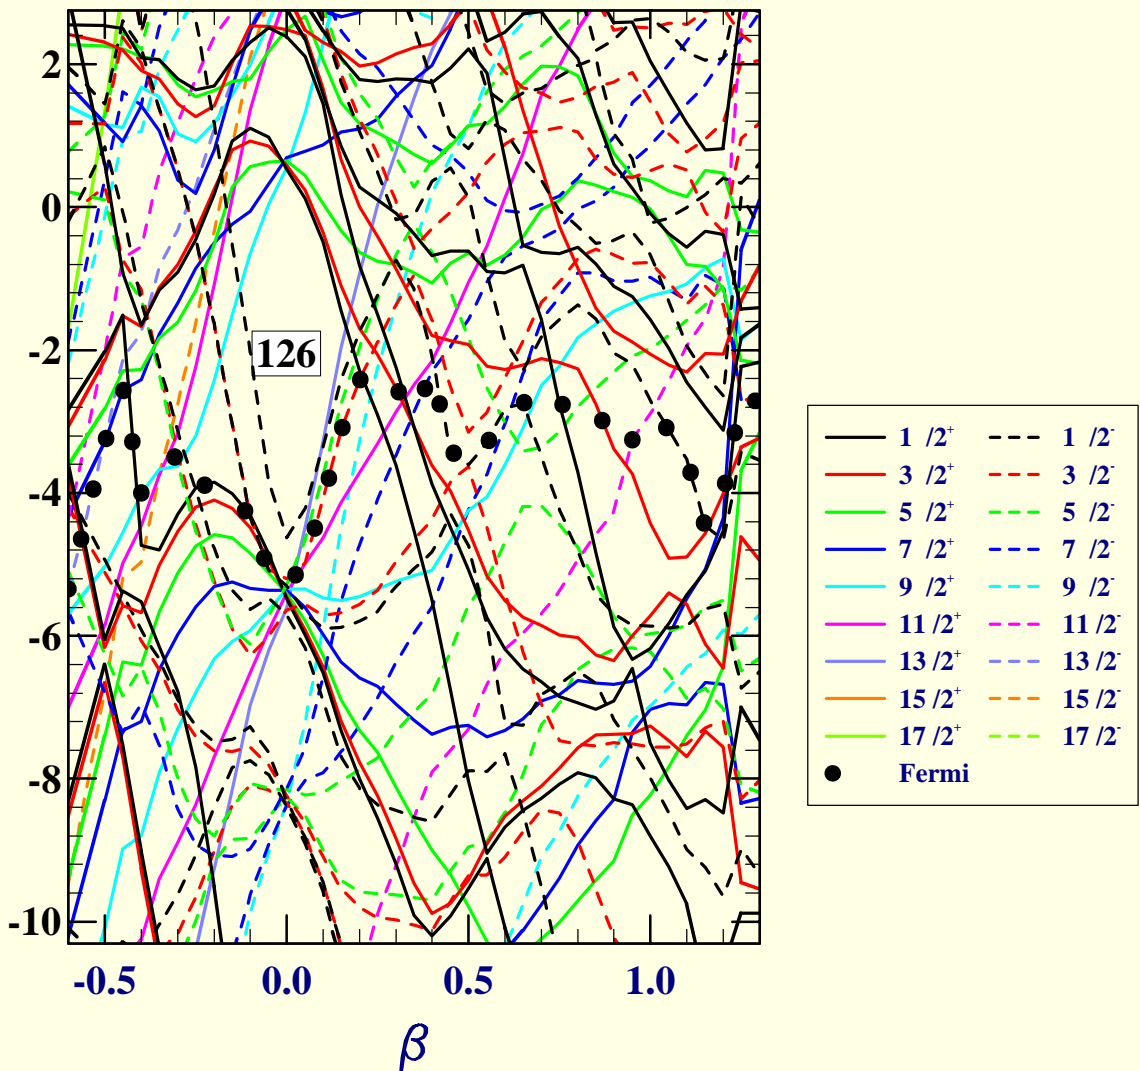 2
0
-2
-4
-6
-8
-10
126
-0.5 0.0 0.5 1.0
β
1 /2+ 1 /2-
3 /2+ 3 /2-
5 /2+ 5 /2-
7 /2+ 7 /2-
9 /2+ 9 /2-
11 /2+ 11 /2-
13 /2+ 13 /2-
15 /2+ 15 /2-
17 /2+ 17 /2-
Fermi